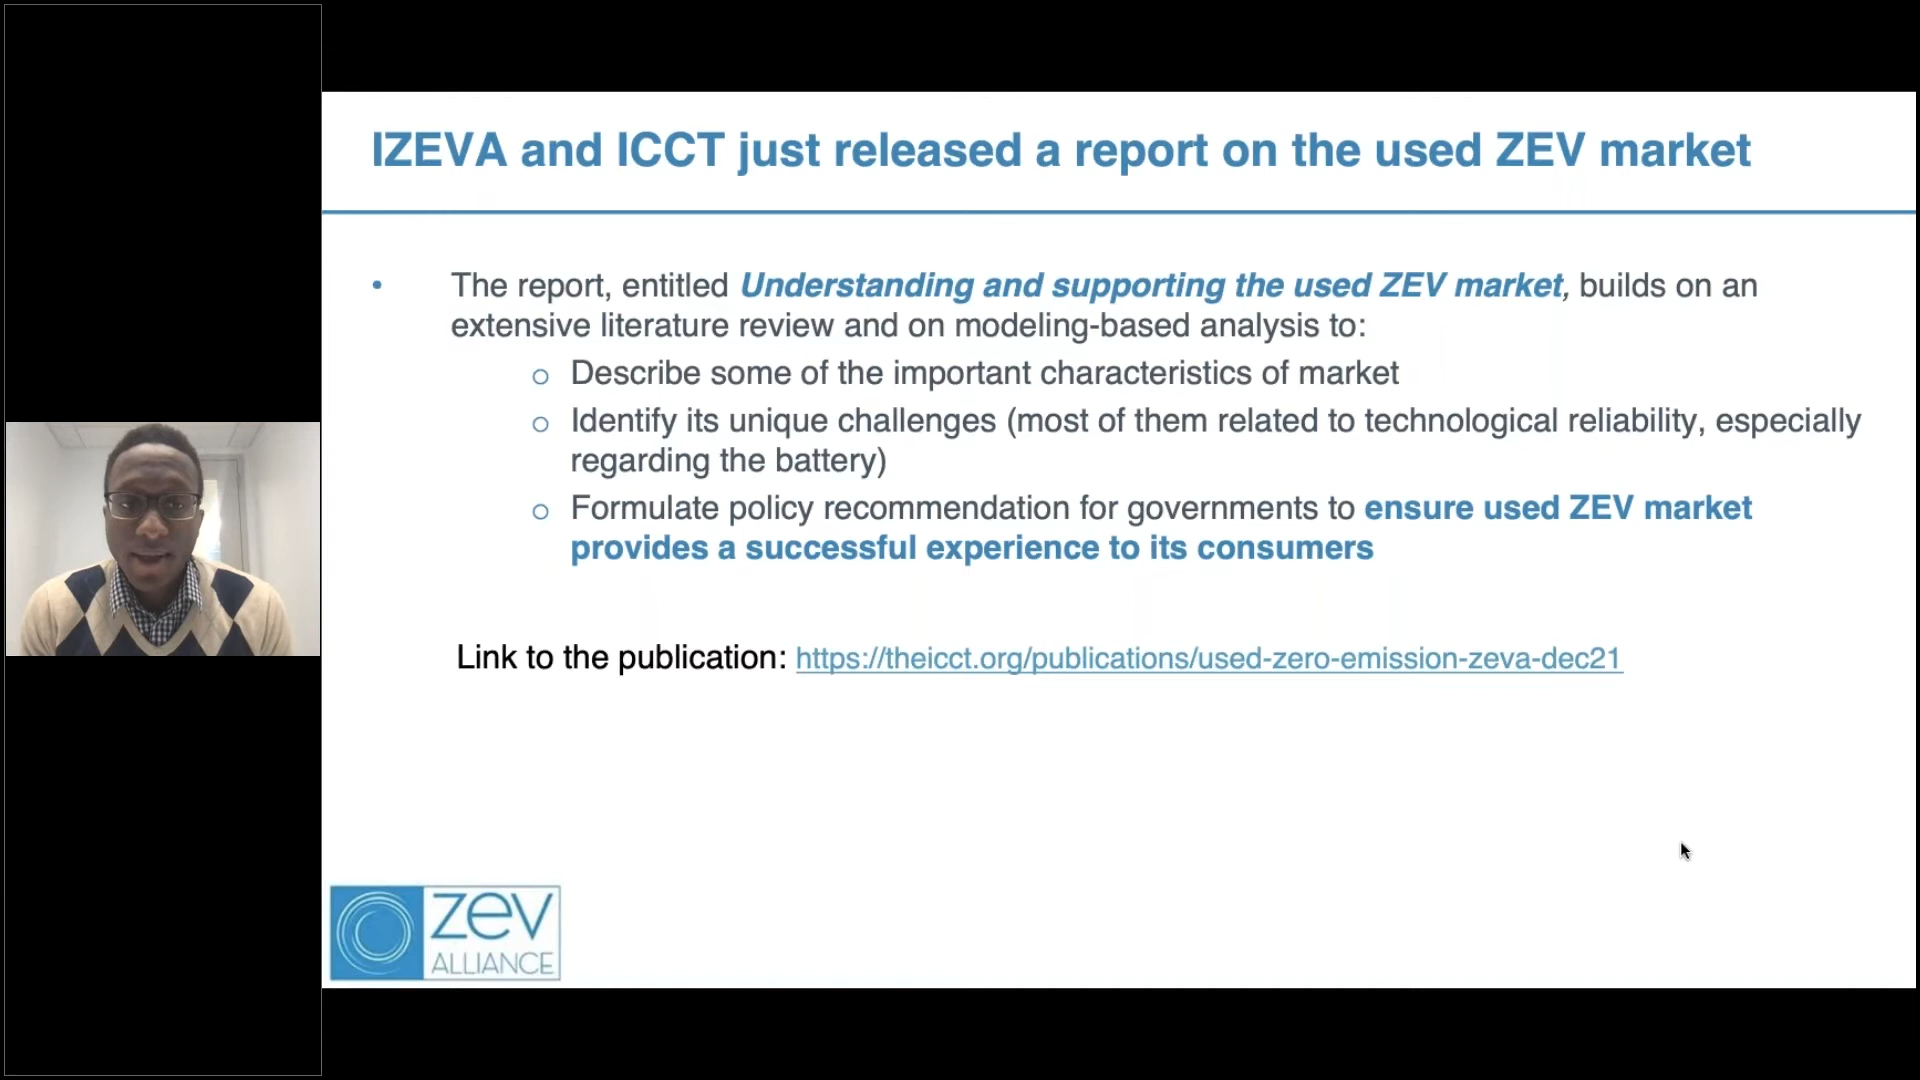 IZEVA and ICCT just released a report on the used ZEV market
• The report, entitled Understanding and supporting the used ZEV market, builds on an
extensive literature review and on modeling-based analysis to:
o Describe some of the important characteristics of market
o Identify its unique challenges (most of them related to technological reliability, especially
regarding the battery)
o Formulate policy recommendation for governments to ensure used ZEV market
provides a successful experience to its consumers
Link to the publication: https://theicct.org/publications/used-zero-emission-zeva-dec21
zev
ALLIANCE